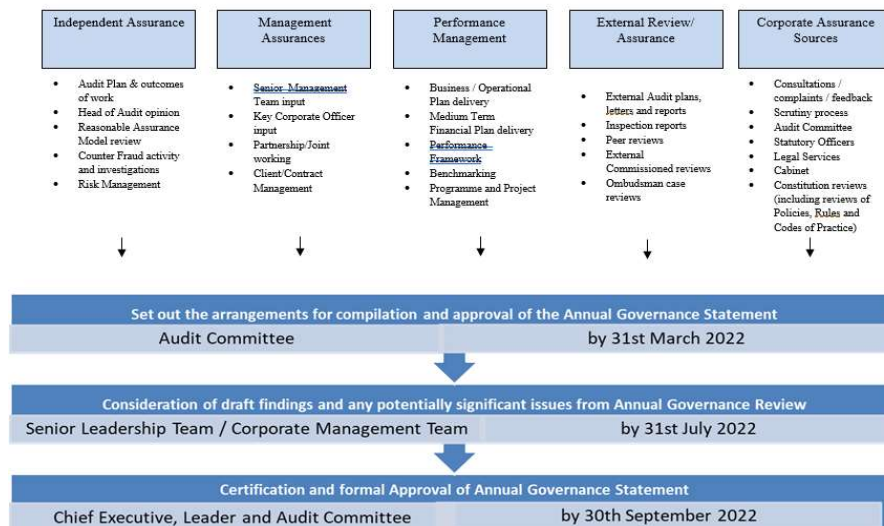 Independent Assurance
Management
Assurances
Performance
Management
External Review/
Assurance
Corporate Assurance
Sources
Audit Plan & outcomes
of work
Head of Audit opinion
Reasonable Assurance
Model review
Counter Fraud activity
and investigations
Risk Management
Senior Management
Team input
Key Corporate Officer
input
Partnership/Joint
working
Client/Contract
Management
Business / Operational
Plan delivery
Medium Term
Financial Plan delivery
Performance
Framework
Benchmarking
Programme and Project
Management
External Audit plans,
letters and reports
Inspection reports
Peer reviews
External
Commissioned reviews
Ombudsman case
reviews
Consultations /
complaints / feedback
Scrutiny process
Audit Committee
Statutory Officers
Legal Services
Cabinet
Constitution reviews
(including reviews of
Policies, Rules and
Codes of Practice)
Set out the arrangements for compilation and approval of the Annual Governance Statement
Audit Committee by 31st March 2022
Consideration of draft findings and any potentially significant issues from Annual Governance Review
Senior Leadership Team / Corporate Management Team by 31st July 2022
Certification and formal Approval of Annual Governance Statement
Chief Executive, Leader and Audit Committee by 30th September 2022